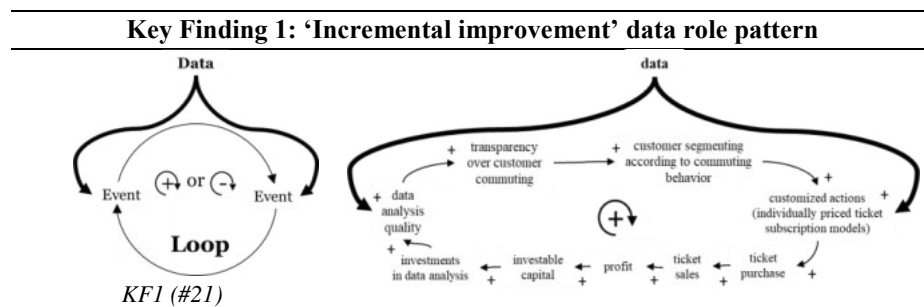 Key Finding 1: ‘Incremental improvement’ data role pattern
Data
Event
+ or -
Event
Loop
KF1 (#21)
data
+ transparency
over customer
commuting
+ customer segmenting
according to commuting
behavior
+
customized actions +
(individually priced ticket
subscription models)
+ data
analysis
quality
+
+
investments
in data analysis
+
investable
capital
+
profit
+
ticket
sales
+
ticket
purchase
+